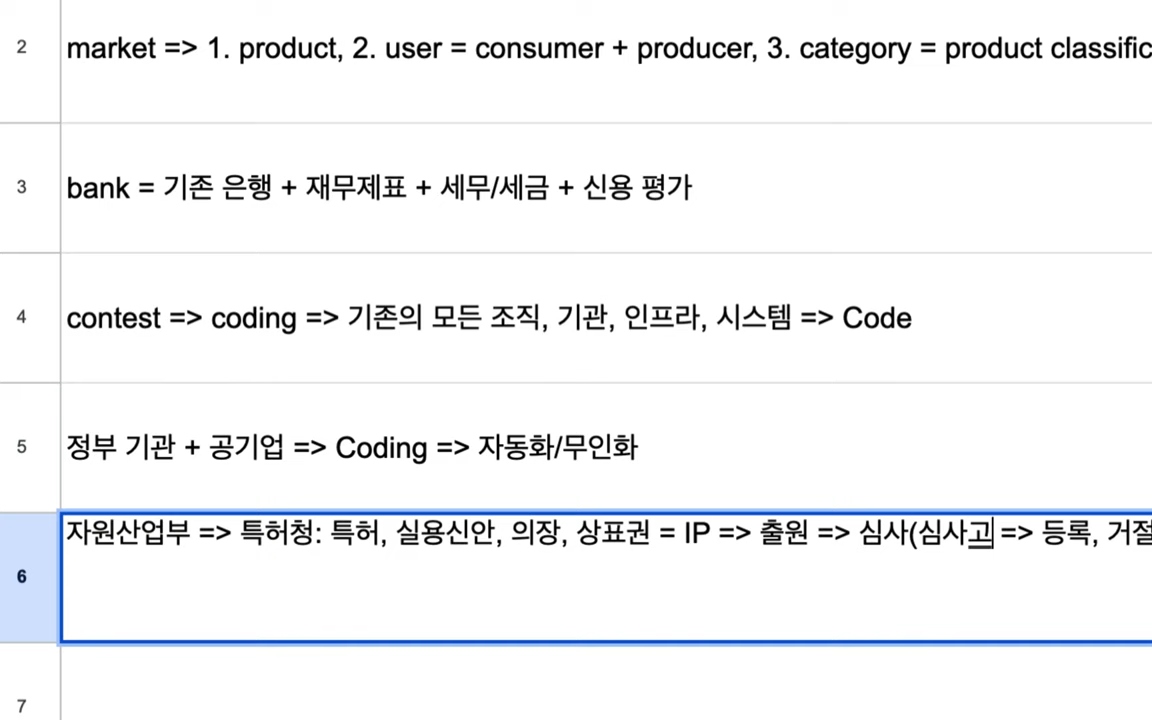 2
market => 1. product, 2. user = consumer + producer, 3. category = product classific
3
bank = 기존 은행 + 재무제표 + 세무/세금 + 신용 평가
4
contest => coding => 기존의 모든 조직, 기관, 인프라, 시스템 => Code
5
정부 기관 + 공기업 => Coding => 자동화/무인화
6
자원산업부 => 특허청: 특허, 실용신안, 의장, 상표권 = IP => 출원 => 심사(심사고 => 등록, 거절
7